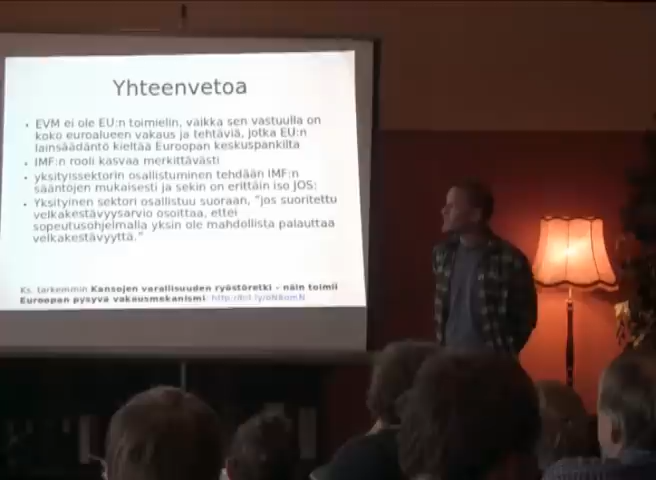 Yhteenvetoa
• EVM ei ole EU:n toimielin, vaikka sen vastuulla on
koko euroalueen vakaus ja tehtäviä, jotka EU:n
lainsäädäntö kieltää Euroopan keskuspankilta
• IMF:n rooli kasvaa merkittävästi
• yksityissektorin osallistuminen tehdään IMF:n
sääntöjen mukaisesti ja sekin on erittäin iso JOS:
• Yksityinen sektori osallistuu suoraan, "jos suoritettu
velkakestävyysarvio osoittaa, ettei
sopeutusohjelmalla yksin ole mahdollista palauttaa
velkakestävyyttä."
Ks. tarkemmin Kansojen varallisuuden ryöstöretki – näin toimii
Euroopan pysyvä vakausmekanismi